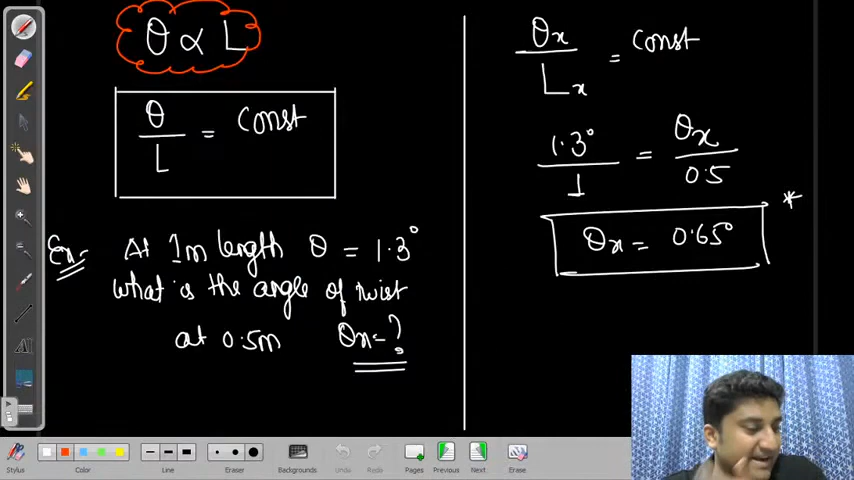 θ ∝ L
θ/L = Const
Ex:- At 1m length θ = 1.3°
what is the angle of twist
at 0.5m θx=?
θx/Lx = Const
1.3°/1 = θx/0.5
θx = 0.65° *
Stylus Color Line Eraser Backgrounds Undo Redo Pages Previous Next Erase